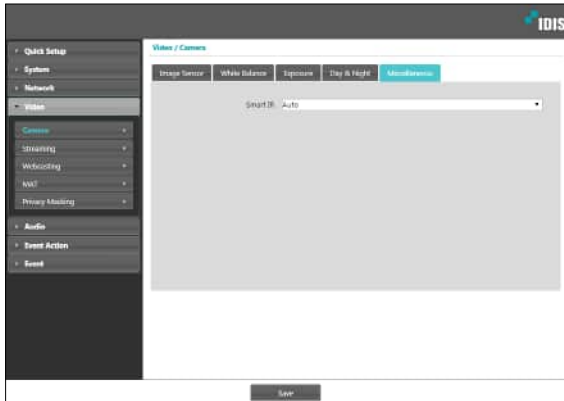 IDIS
Quick Setup
System
Network
Video
Camera
Streaming
Webcasting
MAT
Privacy Masking
Audio
Event Action
Event
Video / Camera
Image Sensor White Balance Exposure Day & Night Miscellaneous
Smart IR Auto
Save